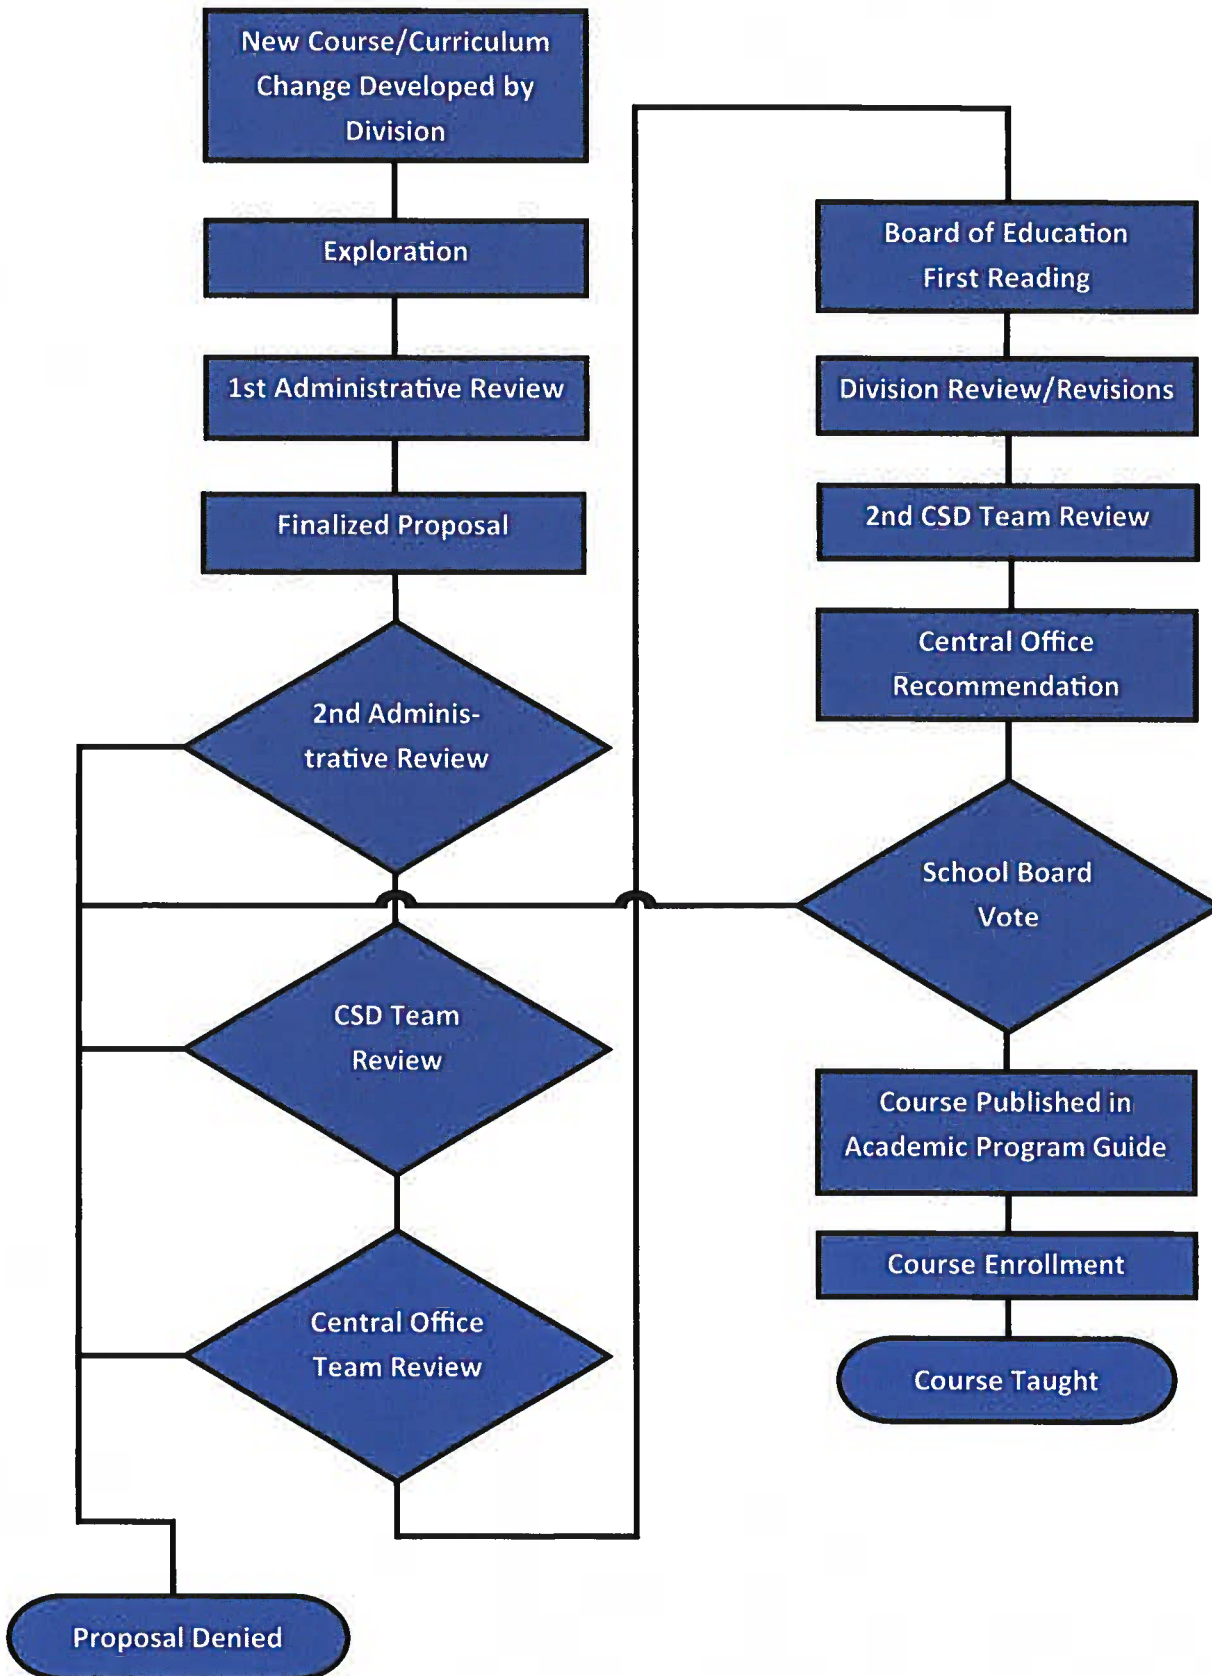 New Course/Curriculum
Change Developed by
Division
Exploration
1st Administrative Review
Finalized Proposal
2nd Adminis-
trative Review
CSD Team
Review
Central Office
Team Review
Proposal Denied
Board of Education
First Reading
Division Review/Revisions
2nd CSD Team Review
Central Office
Recommendation
School Board
Vote
Course Published in
Academic Program Guide
Course Enrollment
Course Taught